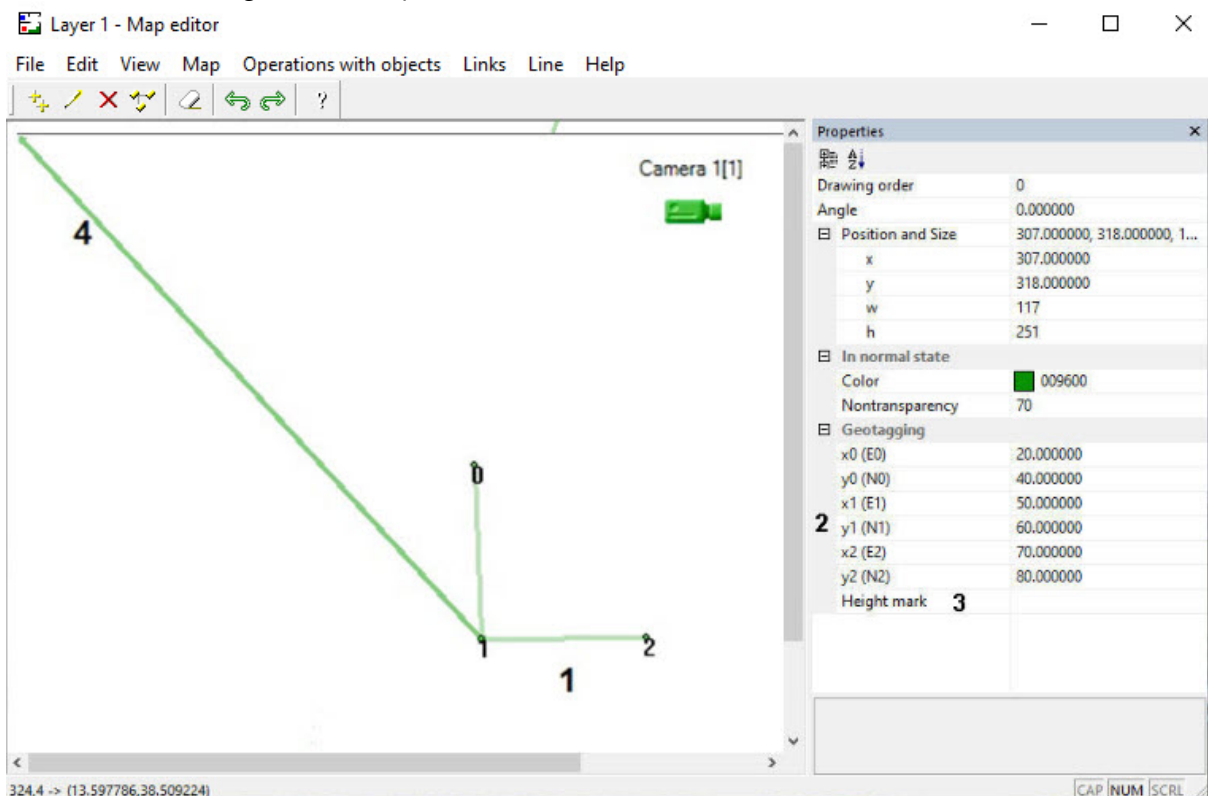 Layer 1 - Map editor
File Edit View Map Operations with objects Links Line Help
?
Properties
Camera 1[1]
Drawing order 0
Angle 0.000000
Position and Size 307.000000, 318.000000, 1...
x 307.000000
y 318.000000
w 117
h 251
In normal state
Color 009600
Nontransparency 70
Geotagging
x0 (E0) 20.000000
y0 (N0) 40.000000
x1 (E1) 50.000000
2 y1 (N1) 60.000000
x2 (E2) 70.000000
y2 (N2) 80.000000
Height mark 3
4
0
1
2
1
324,4 -> (13.597786,38.509224)
CAP NUM SCRL